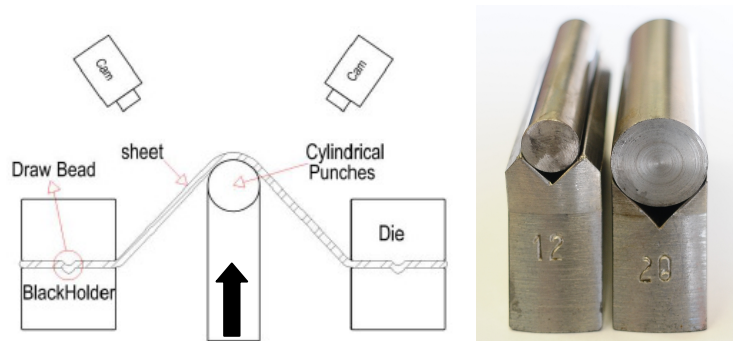 Cam
Cam
sheet
Cylindrical
Punches
Draw Bead
Die
BlackHolder
12
20